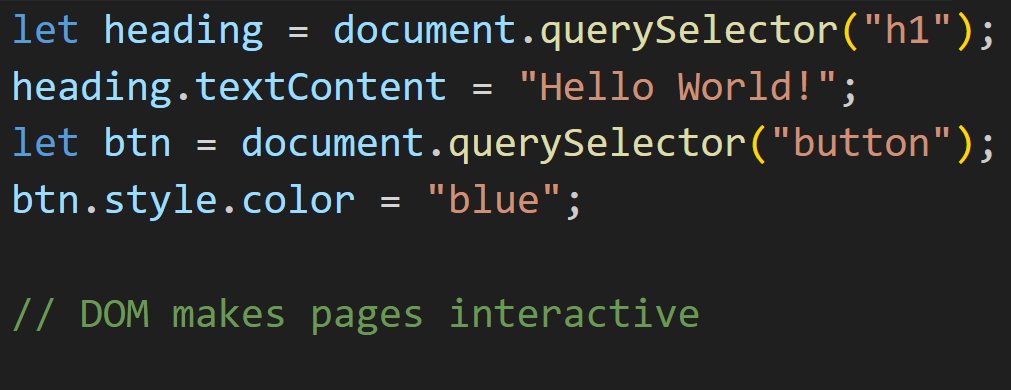 let heading = document.querySelector("h1");
heading.textContent = "Hello World!";
let btn = document.querySelector("button");
btn.style.color = "blue";
// DOM makes pages interactive